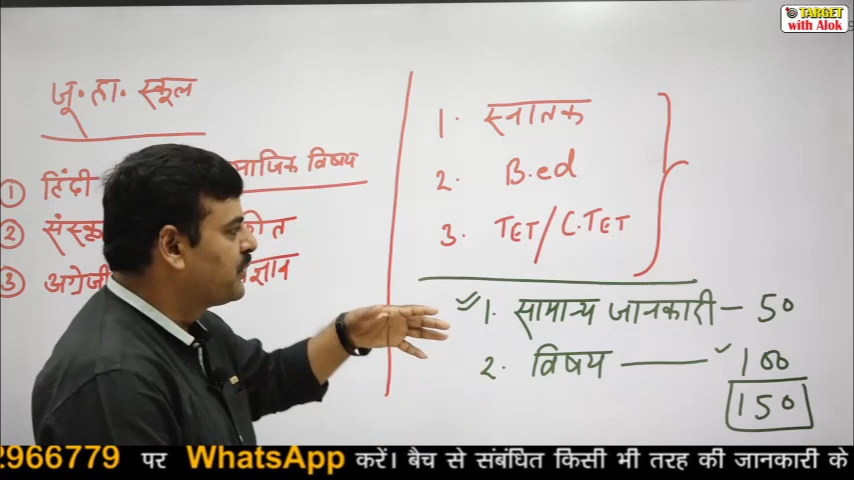 TARGET
with Alok
जू. हा. स्कूल
① हिंदी
② संस्कृ
③ अंग्रेजी
माजिक विषय
1. स्नातक
2. B.ed
3. TET/C.TET
1. सामान्य जानकारी – 50
2. विषय —— 100
150
2966779 पर WhatsApp करें। बैच से संबंधित किसी भी तरह की जानकारी के